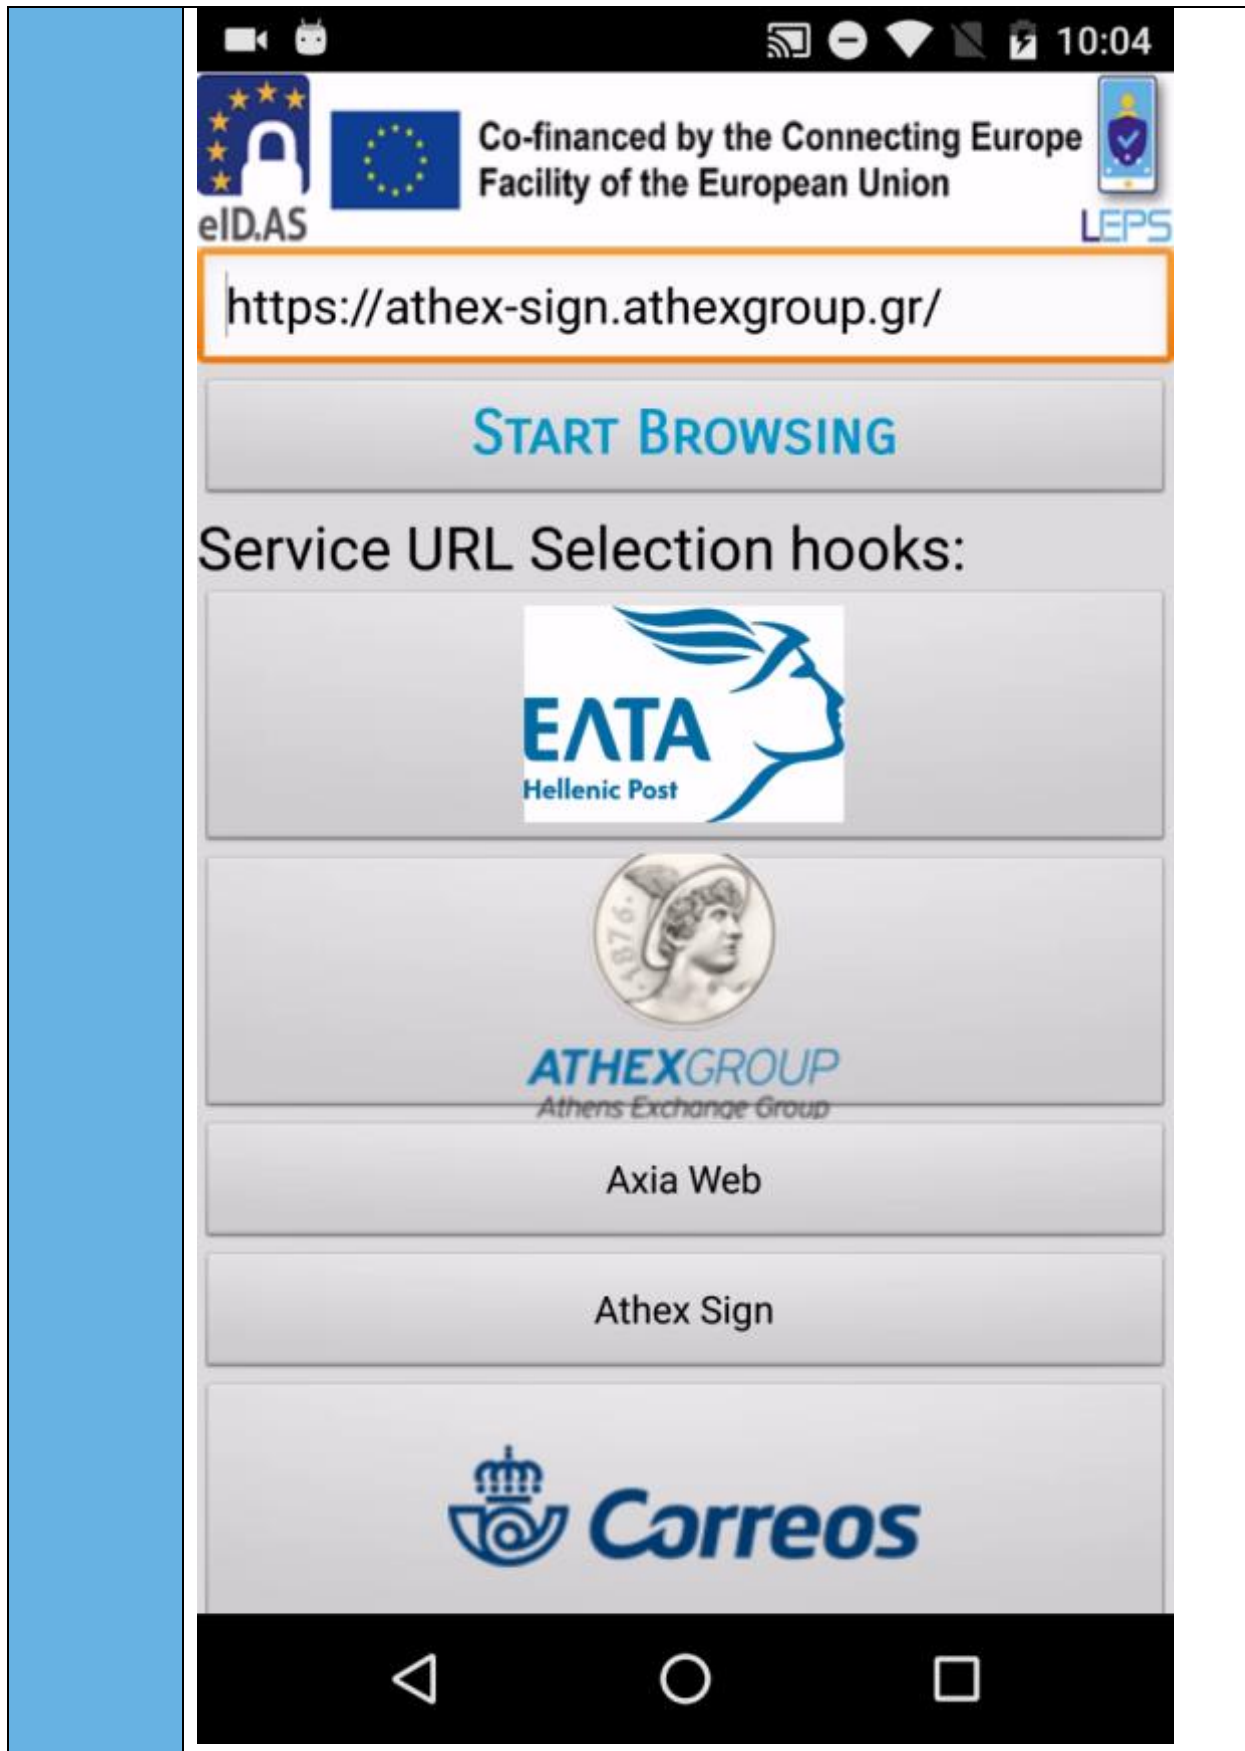 10:04
Co-financed by the Connecting Europe
Facility of the European Union
eID.AS
LEPS
https://athex-sign.athexgroup.gr/
START BROWSING
Service URL Selection hooks:
ΕΛΤΑ
Hellenic Post
·1876·
ATHEXGROUP
Athens Exchange Group
Axia Web
Athex Sign
Correos